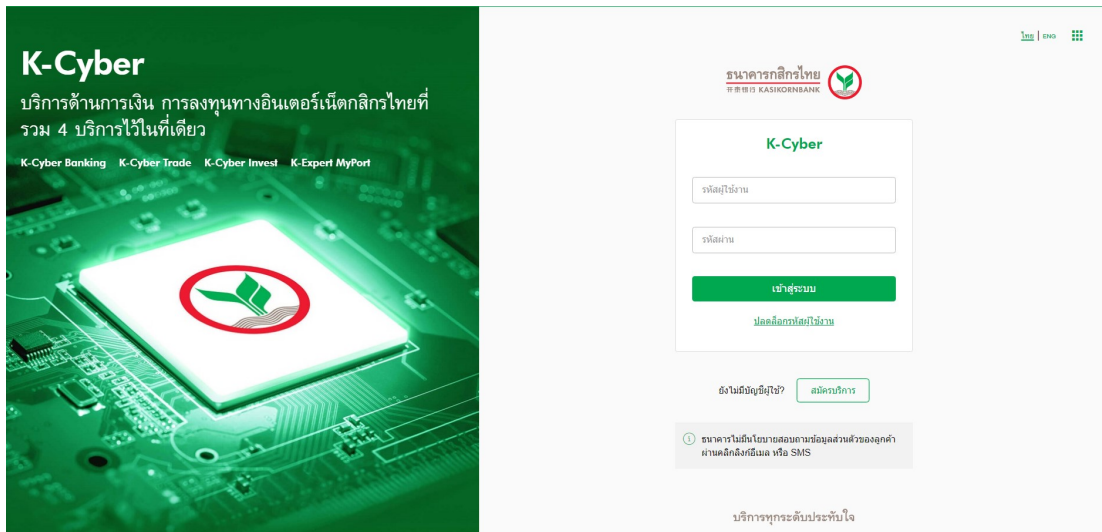 K-Cyber
บริการด้านการเงิน การลงทุนทางอินเตอร์เน็ตกสิกรไทยที่
รวม 4 บริการไว้ในที่เดียว
K-Cyber Banking K-Cyber Trade K-Cyber Invest K-Expert MyPort
ไทย | ENG
ธนาคารกสิกรไทย
开泰银行 KASIKORNBANK
K-Cyber
รหัสผู้ใช้งาน
รหัสผ่าน
เข้าสู่ระบบ
ปลดล็อกรหัสผู้ใช้งาน
ยังไม่มีบัญชีผู้ใช้? สมัครบริการ
ธนาคารไม่มีนโยบายสอบถามข้อมูลส่วนตัวของลูกค้า
ผ่านคลิกลิงก์อีเมล หรือ SMS
บริการทุกระดับประทับใจ